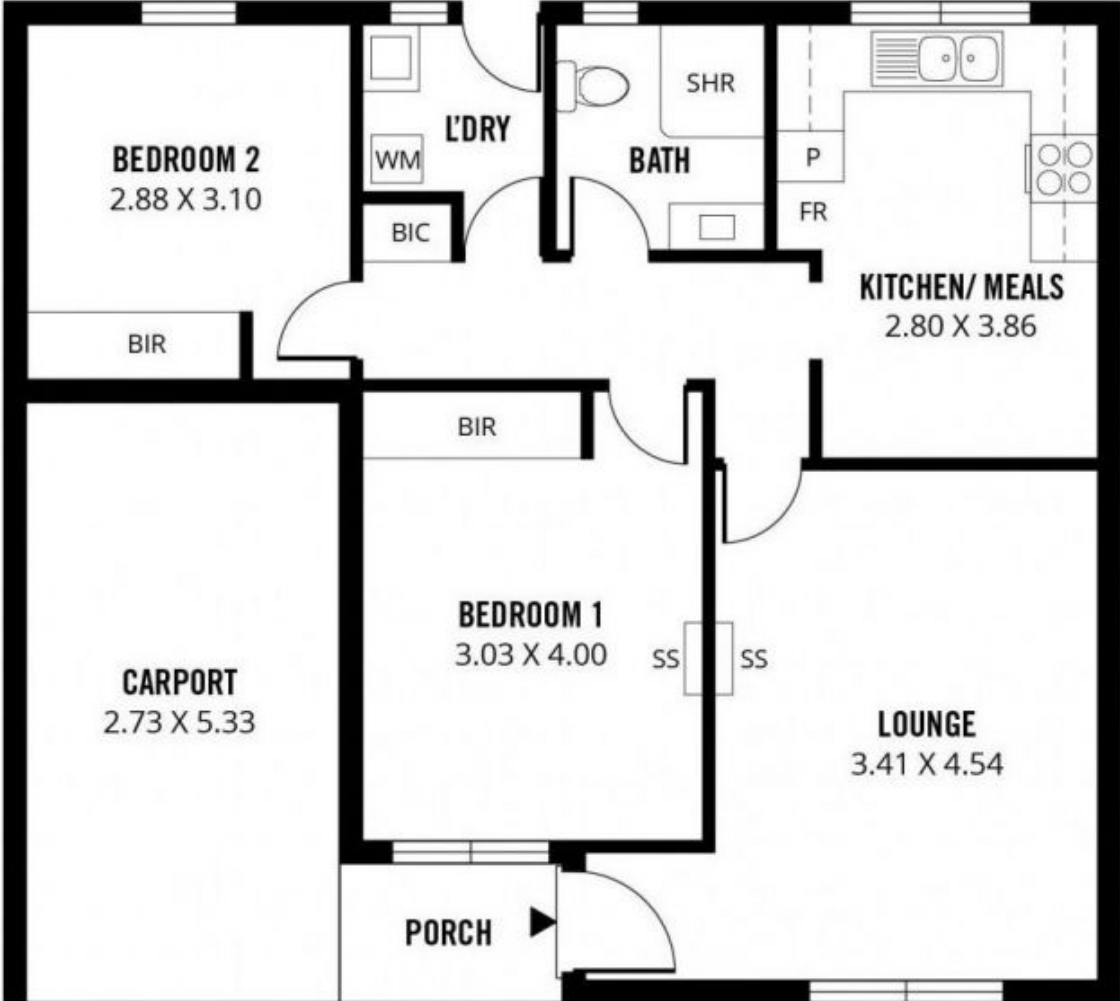 BEDROOM 2
2.88 X 3.10
BIR
L'DRY
WM
BIC
SHR
BATH
P
FR
KITCHEN/ MEALS
2.80 X 3.86
BIR
BEDROOM 1
3.03 X 4.00
SS
SS
CARPORT
2.73 X 5.33
LOUNGE
3.41 X 4.54
PORCH